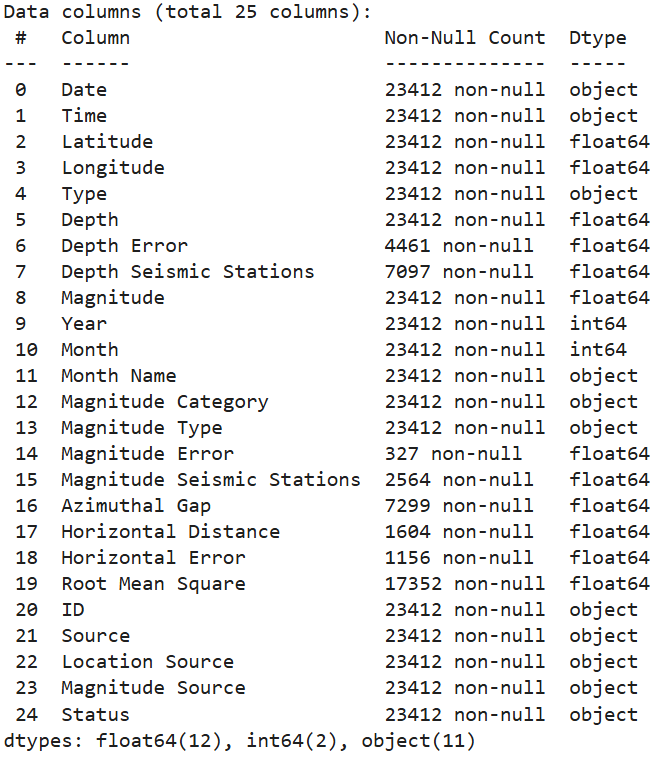 Data columns (total 25 columns):
 #   Column                      Non-Null Count  Dtype
---  ------                      --------------  -----
 0   Date                        23412 non-null  object
 1   Time                        23412 non-null  object
 2   Latitude                    23412 non-null  float64
 3   Longitude                   23412 non-null  float64
 4   Type                        23412 non-null  object
 5   Depth                       23412 non-null  float64
 6   Depth Error                 4461 non-null   float64
 7   Depth Seismic Stations      7097 non-null   float64
 8   Magnitude                   23412 non-null  float64
 9   Year                        23412 non-null  int64
 10  Month                       23412 non-null  int64
 11  Month Name                  23412 non-null  object
 12  Magnitude Category          23412 non-null  object
 13  Magnitude Type              23412 non-null  object
 14  Magnitude Error             327 non-null    float64
 15  Magnitude Seismic Stations  2564 non-null   float64
 16  Azimuthal Gap               7299 non-null   float64
 17  Horizontal Distance         1604 non-null   float64
 18  Horizontal Error            1156 non-null   float64
 19  Root Mean Square            17352 non-null  float64
 20  ID                          23412 non-null  object
 21  Source                      23412 non-null  object
 22  Location Source             23412 non-null  object
 23  Magnitude Source            23412 non-null  object
 24  Status                      23412 non-null  object
dtypes: float64(12), int64(2), object(11)